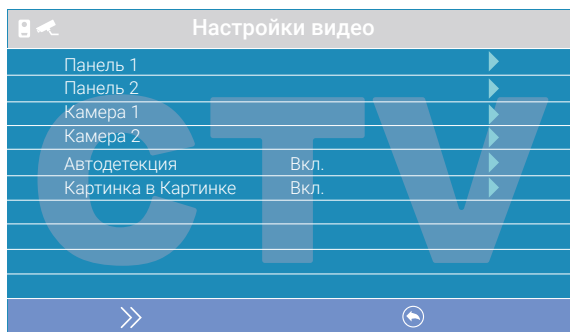 Настройки видео
Панель 1
Панель 2
Камера 1
Камера 2
Автодетекция Вкл.
Картинка в Картинке Вкл.
CTV